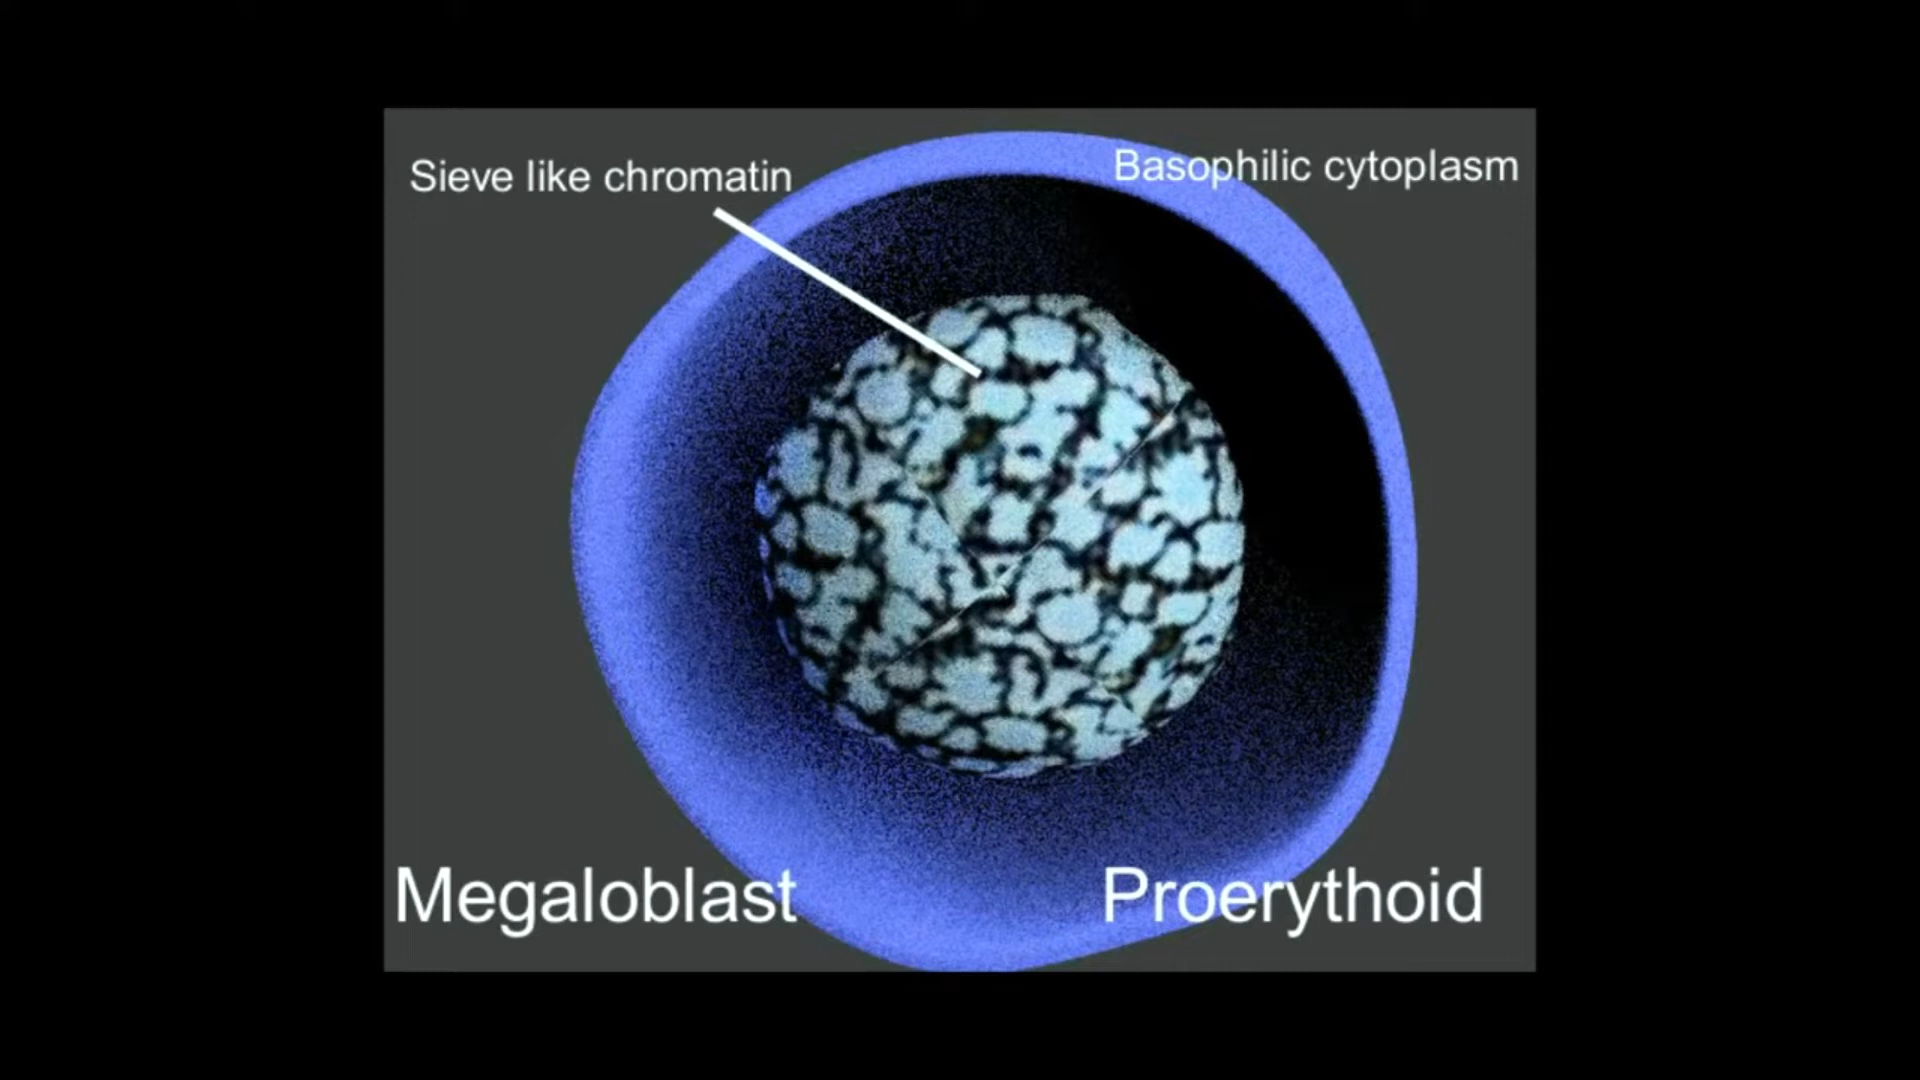 Sieve like chromatin
Basophilic cytoplasm
Megaloblast
Proerythoid